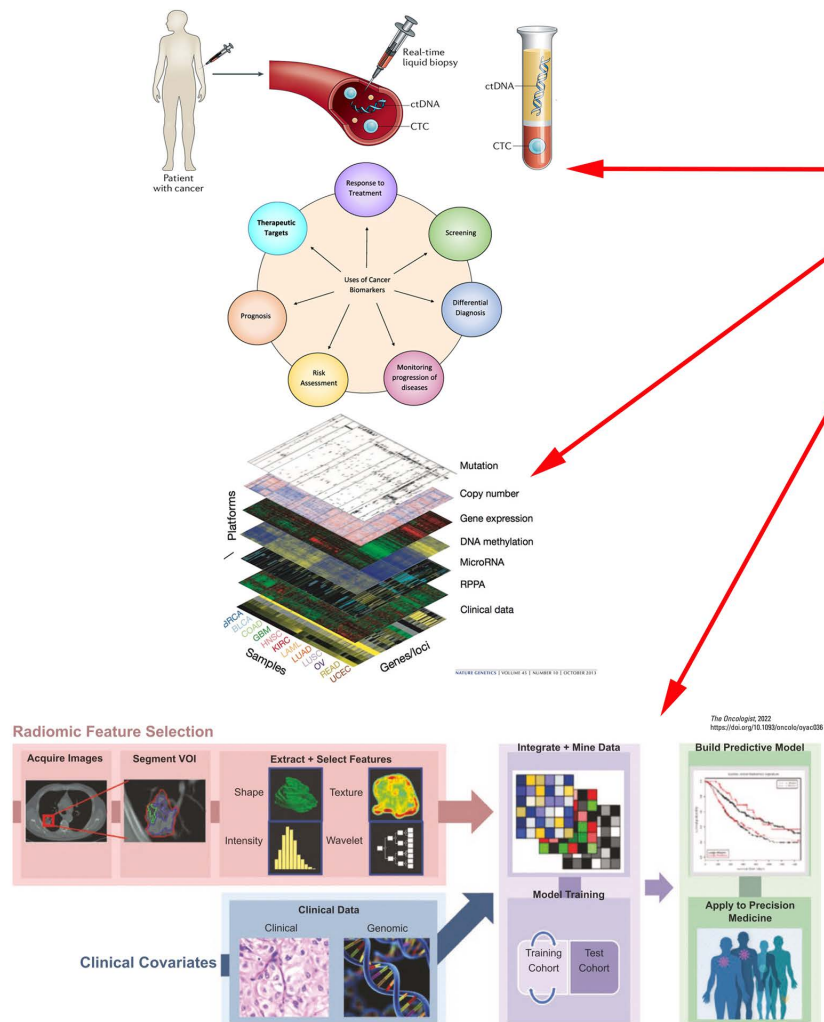 Real-time
liquid biopsy
ctDNA
CTC
Patient
with cancer
ctDNA
CTC
Response to
Treatment
Therapeutic
Targets
Screening
Uses of Cancer
Biomarkers
Prognosis
Differential
Diagnosis
Risk
Assessment
Monitoring
progression of
diseases
Mutation
Copy number
Gene expression
DNA methylation
MicroRNA
RPPA
Clinical data
Platforms
BRCA
BLCA
COAD
GBM
HNSC
KIRC
LAML
LUAD
LUSC
OV
READ
UCEC
Samples
Genes/loci
NATURE GENETICS | VOLUME 45 | NUMBER 10 | OCTOBER 2013
The Oncologist, 2022
https://doi.org/10.1093/oncolo/oyac036
Radiomic Feature Selection
Acquire Images
Segment VOI
Extract + Select Features
Shape
Texture
Intensity
Wavelet
Integrate + Mine Data
Build Predictive Model
Model Training
Training
Cohort
Test
Cohort
Apply to Precision
Medicine
Clinical Data
Clinical
Genomic
Clinical Covariates